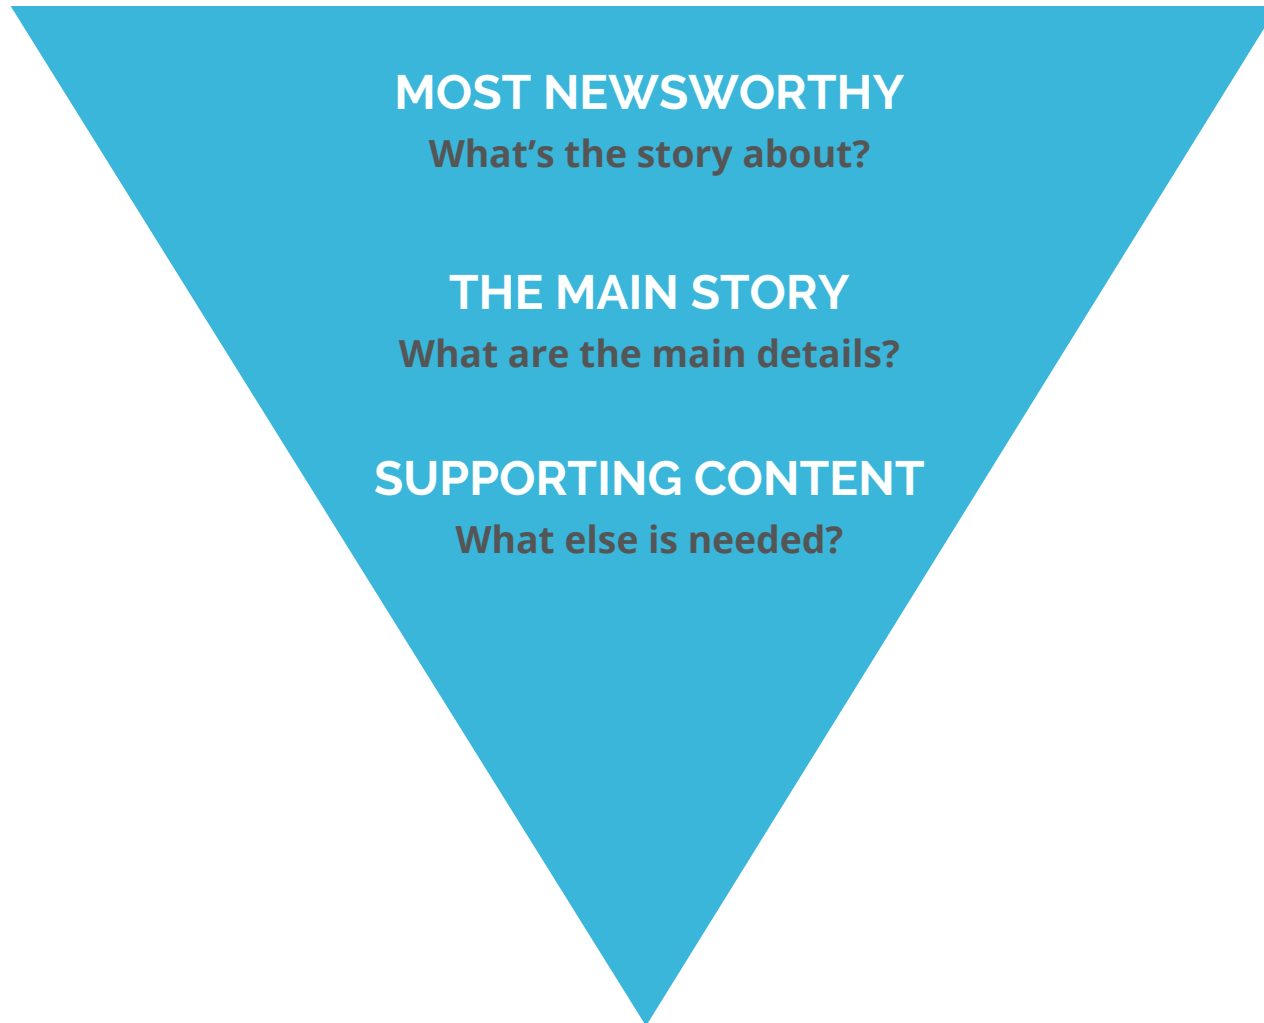 MOST NEWSWORTHY
What’s the story about?
THE MAIN STORY
What are the main details?
SUPPORTING CONTENT
What else is needed?